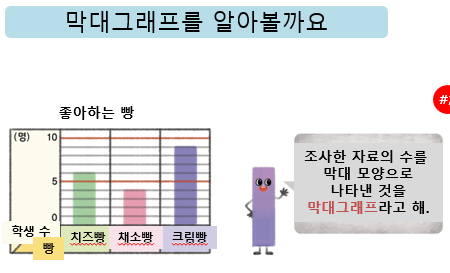 막대그래프를 알아볼까요
좋아하는 빵
(명)
10
5
0
학생 수
빵
치즈빵
채소빵
크림빵
조사한 자료의 수를
막대 모양으로
나타낸 것을
막대그래프라고 해.